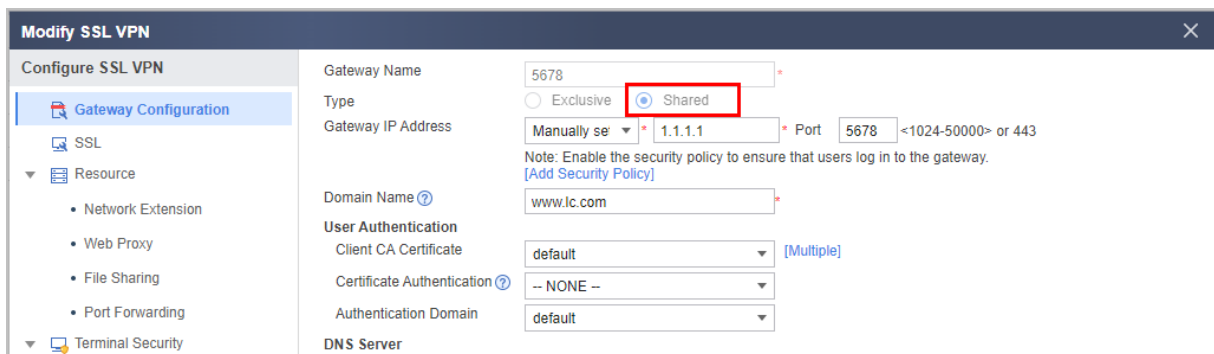 Modify SSL VPN
Configure SSL VPN
Gateway Configuration
SSL
Resource
• Network Extension
• Web Proxy
• File Sharing
• Port Forwarding
Terminal Security
Gateway Name 5678 *
Type Exclusive Shared
Gateway IP Address Manually set * 1.1.1.1 * Port 5678 <1024-50000> or 443
Note: Enable the security policy to ensure that users log in to the gateway.
[Add Security Policy]
Domain Name ? www.lc.com *
User Authentication
Client CA Certificate default [Multiple]
Certificate Authentication ? -- NONE --
Authentication Domain default
DNS Server